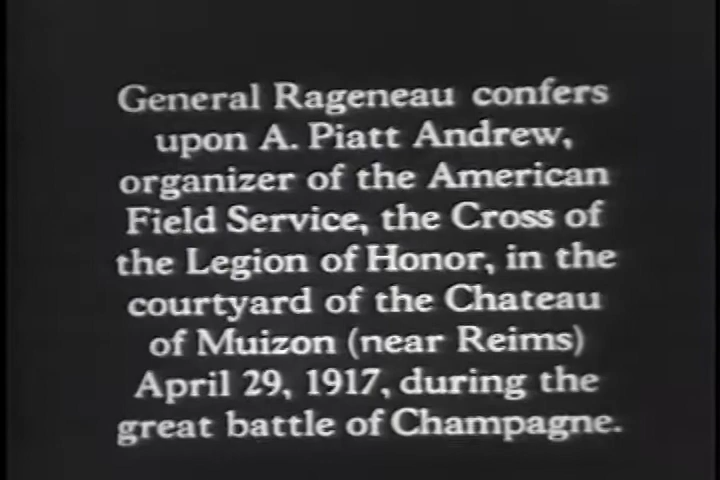 General Rageneau confers
upon A. Piatt Andrew,
organizer of the American
Field Service, the Cross of
the Legion of Honor, in the
courtyard of the Chateau
of Muizon (near Reims)
April 29, 1917, during the
great battle of Champagne.